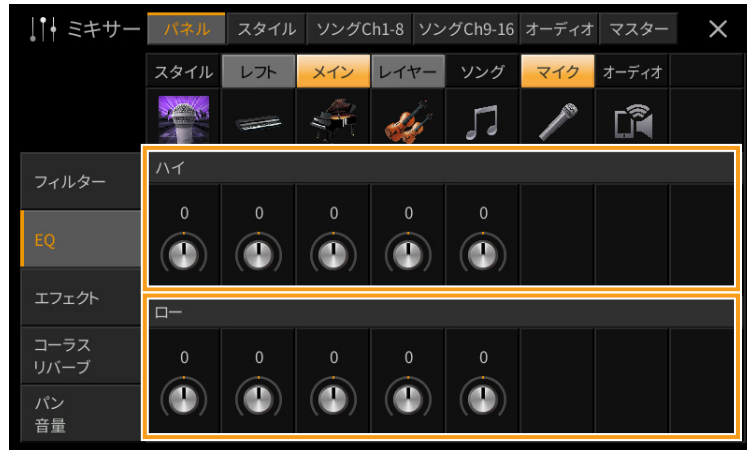 ミキサー パネル スタイル ソングCh1-8 ソングCh9-16 オーディオ マスター ×
スタイル レフト メイン レイヤー ソング マイク オーディオ
フィルター
EQ
エフェクト
コーラス
リバーブ
パン
音量
ハイ
0 0 0 0 0
ロー
0 0 0 0 0